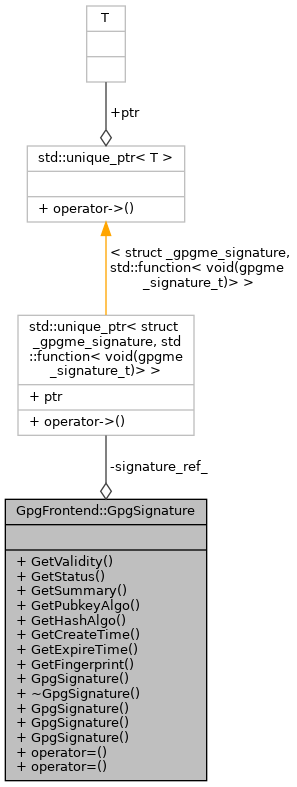 T
+ptr
std::unique_ptr< T >
+ operator->()
< struct _gpgme_signature,
std::function< void(gpgme
_signature_t)> >
std::unique_ptr< struct
_gpgme_signature, std
::function< void(gpgme
_signature_t)> >
+ ptr
+ operator->()
-signature_ref_
GpgFrontend::GpgSignature
+ GetValidity()
+ GetStatus()
+ GetSummary()
+ GetPubkeyAlgo()
+ GetHashAlgo()
+ GetCreateTime()
+ GetExpireTime()
+ GetFingerprint()
+ GpgSignature()
+ ~GpgSignature()
+ GpgSignature()
+ GpgSignature()
+ GpgSignature()
+ operator=()
+ operator=()